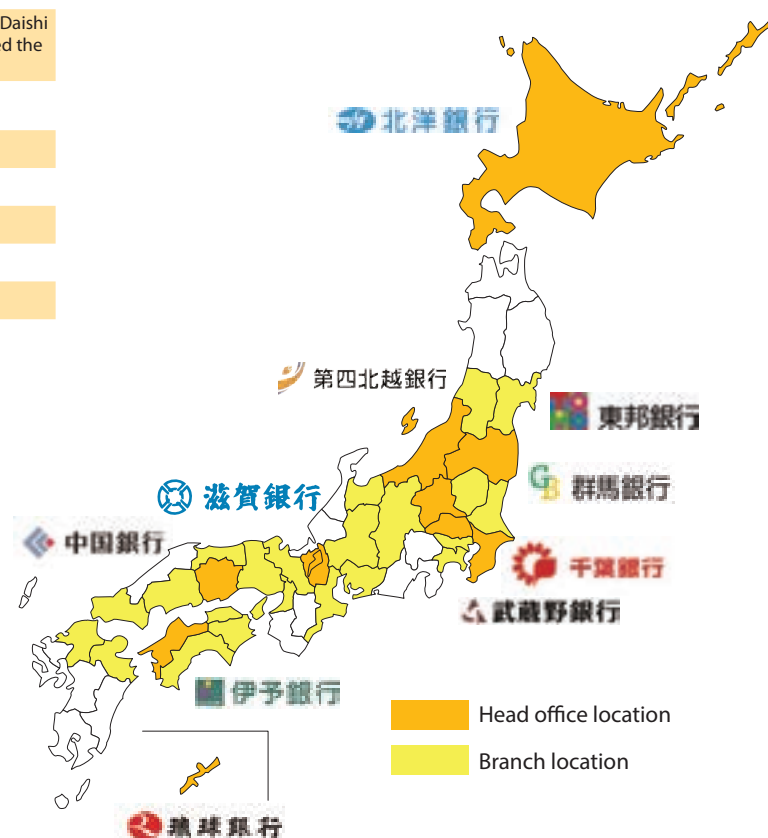 Daishi
ed the
北洋銀行
第四北越銀行
東邦銀行
滋賀銀行
GB 群馬銀行
中国銀行
千葉銀行
武蔵野銀行
伊予銀行
Head office location
Branch location
琉球銀行